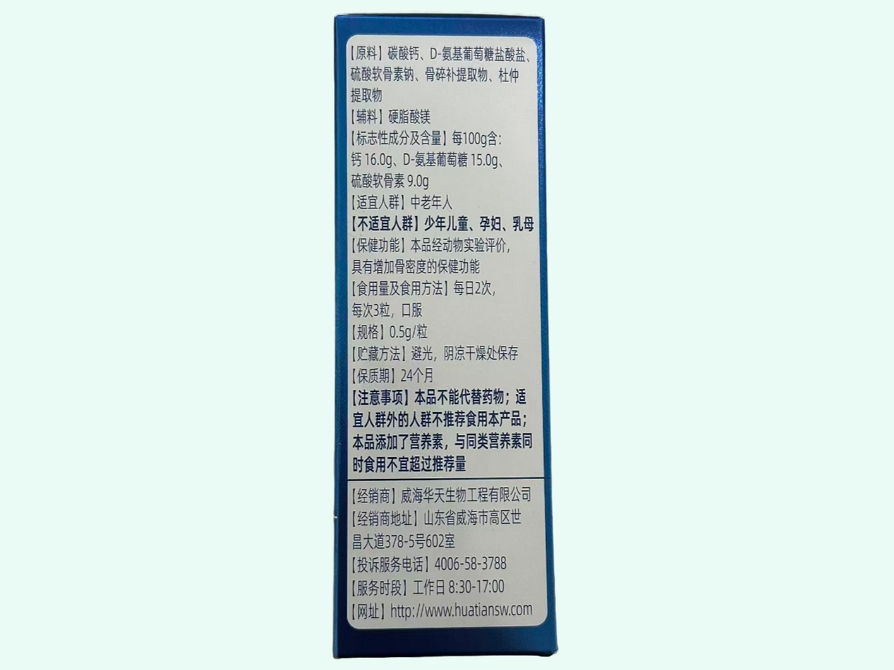 【原料】碳酸钙、D-氨基葡萄糖盐酸盐、
硫酸软骨素钠、骨碎补提取物、杜仲
提取物
【辅料】硬脂酸镁
【标志性成分及含量】每100g含：
钙 16.0g、D-氨基葡萄糖 15.0g、
硫酸软骨素 9.0g
【适宜人群】中老年人
【不适宜人群】少年儿童、孕妇、乳母
【保健功能】本品经动物实验评价，
具有增加骨密度的保健功能
【食用量及食用方法】每日2次，
每次3粒，口服
【规格】0.5g/粒
【贮藏方法】避光，阴凉干燥处保存
【保质期】24个月
【注意事项】本品不能代替药物；适
宜人群外的人群不推荐食用本产品；
本品添加了营养素，与同类营养素同
时食用不宜超过推荐量
【经销商】威海华天生物工程有限公司
【经销商地址】山东省威海市高区世
昌大道378-5号602室
【投诉服务电话】4006-58-3788
【服务时段】工作日 8:30-17:00
【网址】http://www.huatiansw.com